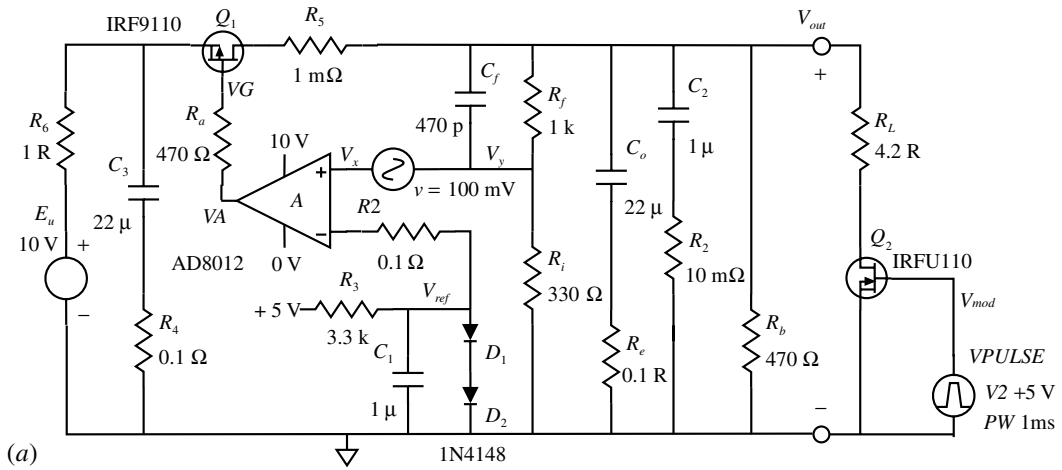 IRF9110
Q1
R5
1 mΩ
Vout
+
VG
Ra
470 Ω
Cf
470 p
Rf
1 k
C2
1 μ
RL
4.2 R
R6
1 R
C3
22 μ
10 V
Vx
Vy
v = 100 mV
Co
22 μ
+
A
VA
−
R2
0.1 Ω
Eu
10 V
+
−
0 V
AD8012
R3
3.3 k
+ 5 V
Vref
Ri
330 Ω
R2
10 mΩ
Q2
IRFU110
Vmod
R4
0.1 Ω
C1
1 μ
D1
D2
Re
0.1 R
Rb
470 Ω
VPULSE
V2 +5 V
PW 1ms
−
(a)
1N4148